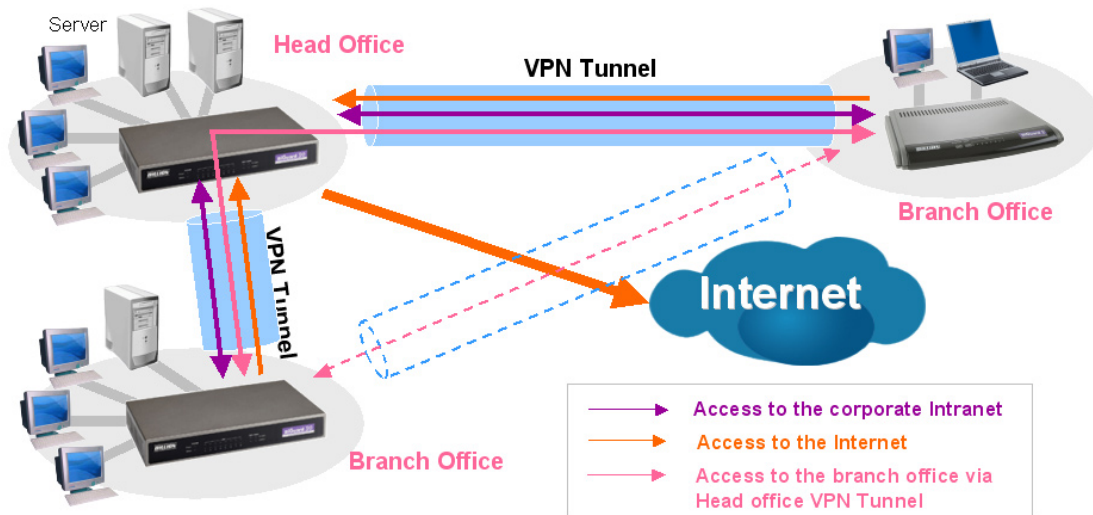 Server
Head Office
VPN Tunnel
Branch Office
VPN Tunnel
Internet
Branch Office
Access to the corporate Intranet
Access to the Internet
Access to the branch office via
Head office VPN Tunnel